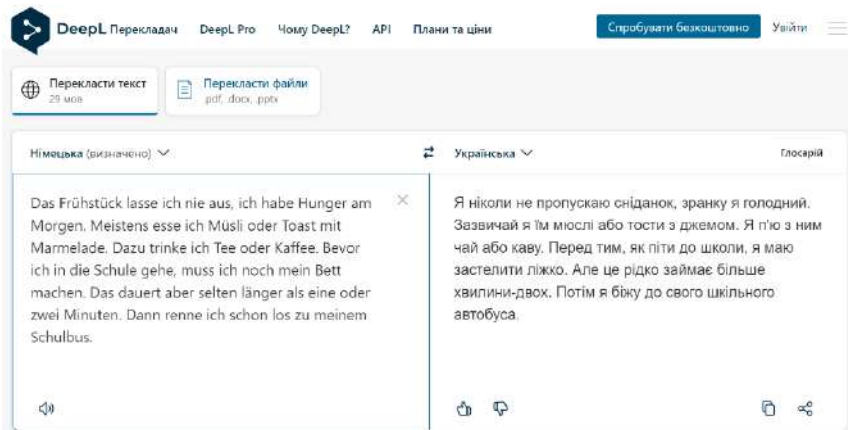 DeepL Перекладач DeepL Pro Чому DeepL? API Плани та ціни Спробувати безкоштовно Увійти
Перекласти текст
29 мов
Перекласти файли
.pdf, .docx, .pptx
Німецька (визначено)
Українська
Глосарій
Das Frühstück lasse ich nie aus, ich habe Hunger am
Morgen. Meistens esse ich Müsli oder Toast mit
Marmelade. Dazu trinke ich Tee oder Kaffee. Bevor
ich in die Schule gehe, muss ich noch mein Bett
machen. Das dauert aber selten länger als eine oder
zwei Minuten. Dann renne ich schon los zu meinem
Schulbus.
Я ніколи не пропускаю сніданок, зранку я голодний.
Зазвичай я їм мюслі або тости з джемом. Я п'ю з ним
чай або каву. Перед тим, як піти до школи, я маю
застелити ліжко. Але це рідко займає більше
хвилини-двох. Потім я біжу до свого шкільного
автобуса.